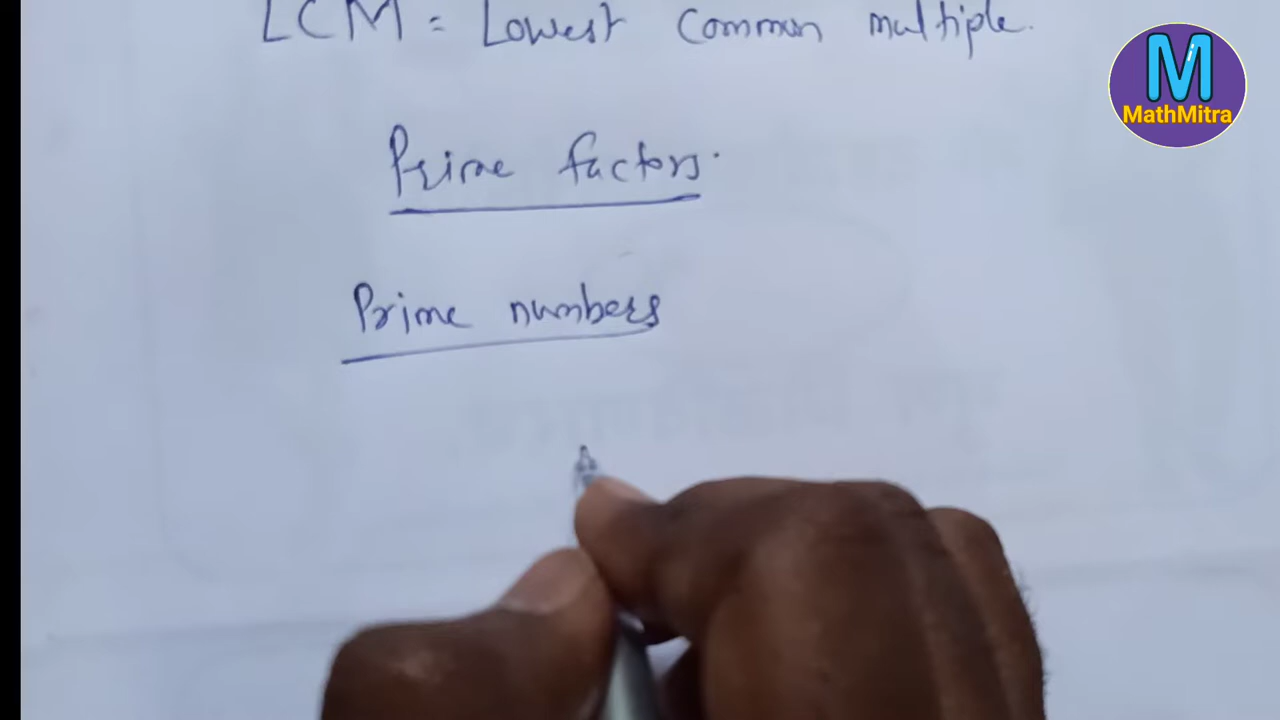 LCM = Lowest common multiple.
M
MathMitra
Prime factors.
Prime numbers